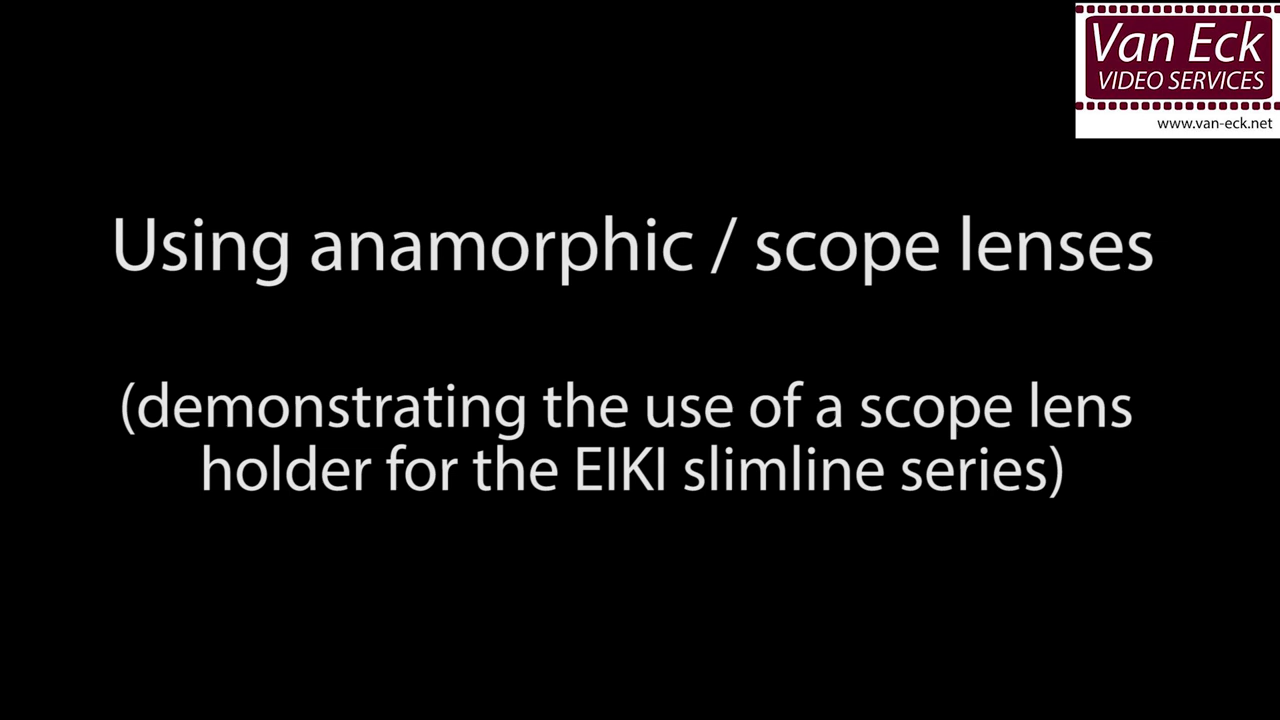 Van Eck
VIDEO SERVICES
www.van-eck.net
Using anamorphic / scope lenses
(demonstrating the use of a scope lens
holder for the EIKI slimline series)